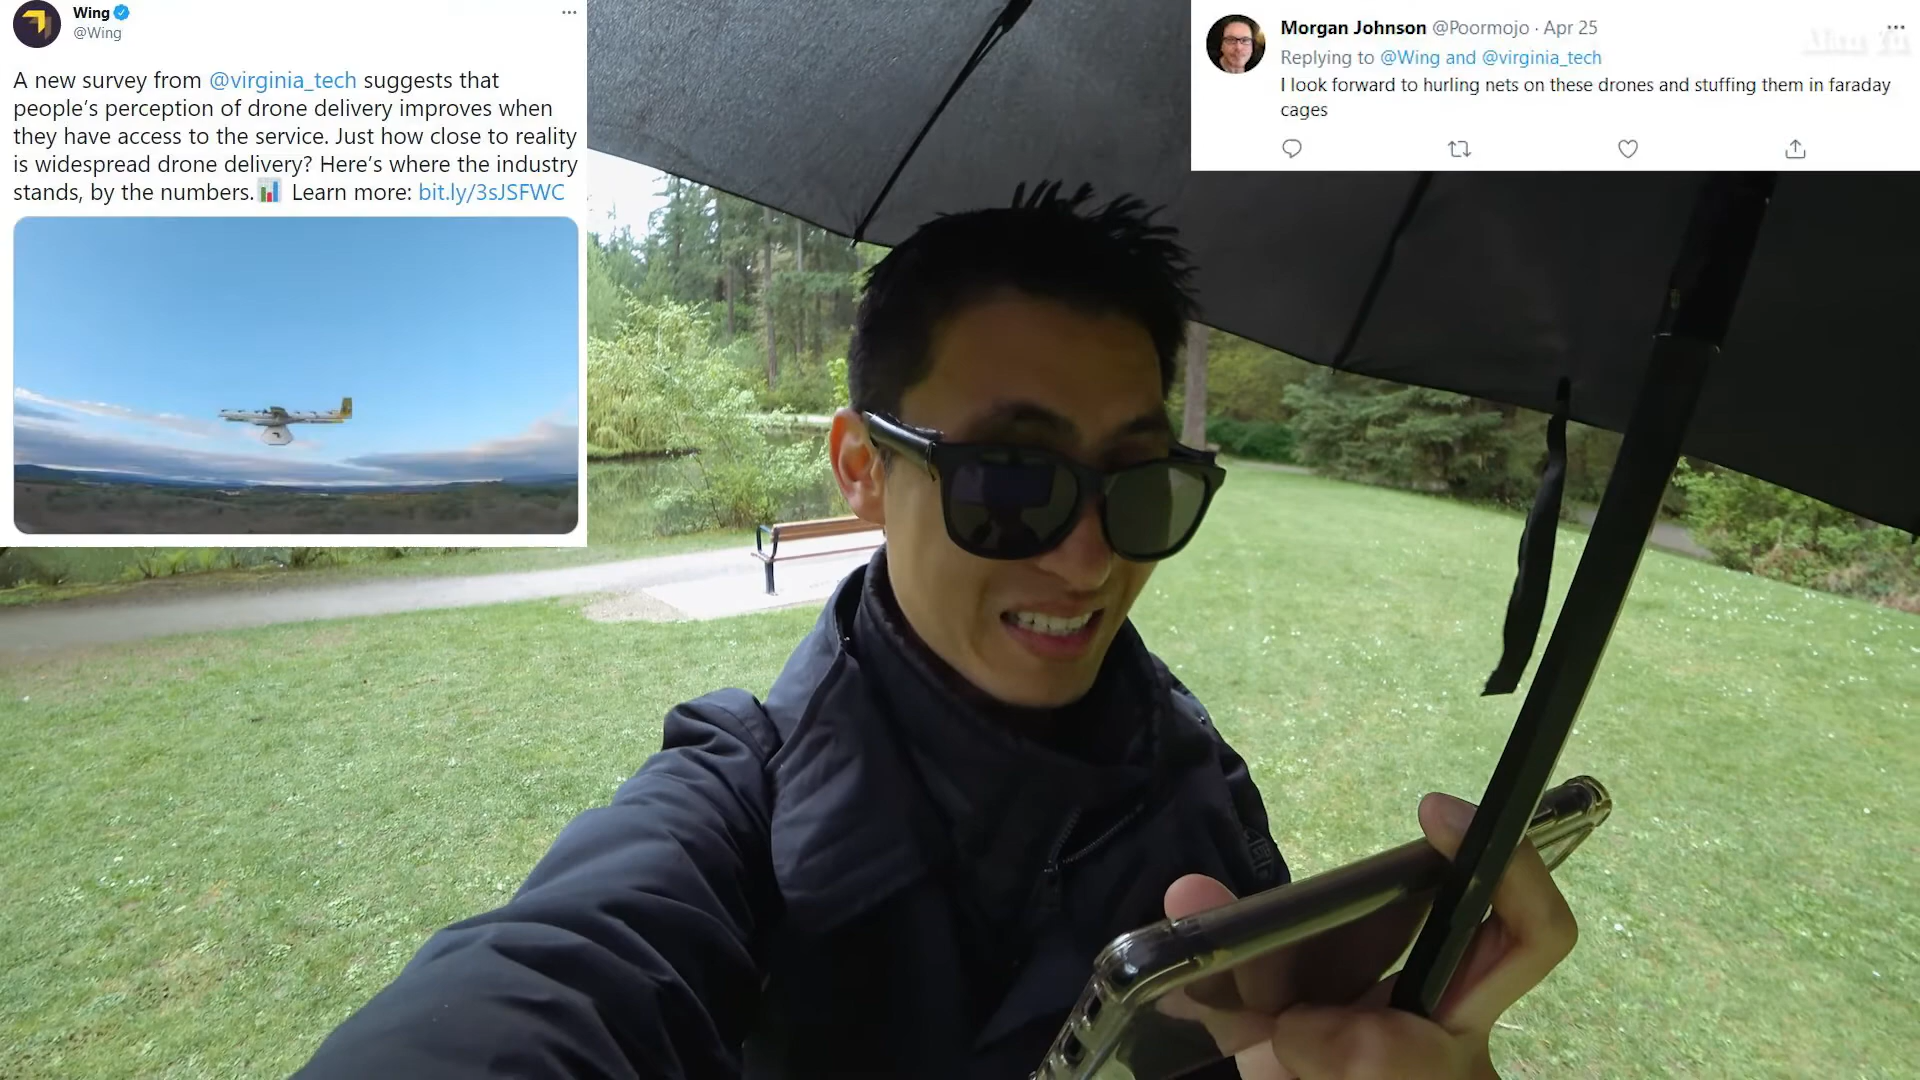 Wing
@Wing
A new survey from @virginia_tech suggests that
people's perception of drone delivery improves when
they have access to the service. Just how close to reality
is widespread drone delivery? Here's where the industry
stands, by the numbers. Learn more: bit.ly/3sJSFWC
Morgan Johnson @Poormojo · Apr 25
Replying to @Wing and @virginia_tech
I look forward to hurling nets on these drones and stuffing them in faraday
cages